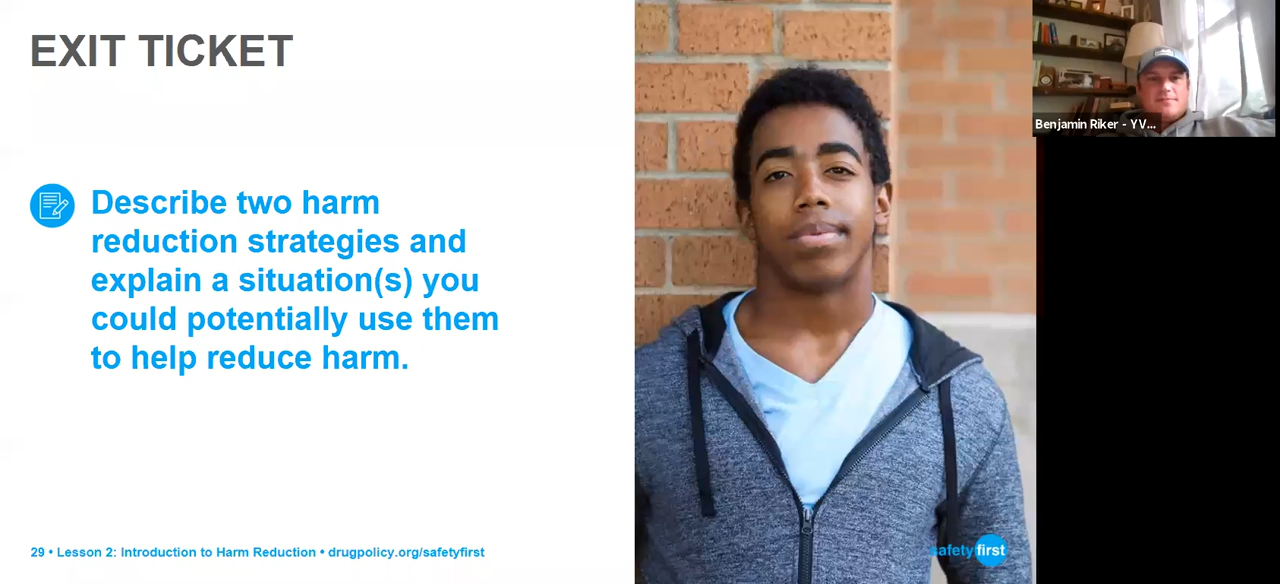 EXIT TICKET
Describe two harm
reduction strategies and
explain a situation(s) you
could potentially use them
to help reduce harm.
29 • Lesson 2: Introduction to Harm Reduction • drugpolicy.org/safetyfirst
safetyfirst
Benjamin Riker - YV...